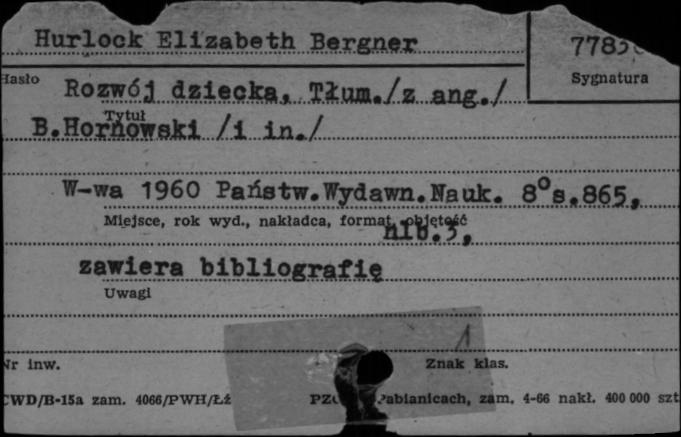 Hurlock Elizabeth Bergner
Hasło
Sygnatura
Rozwój dziecka, Tłum./z ang./
Tytuł
B.Hornowski /i in./
W-wa 1960 Państw.Wydawn.Nauk. 8°s.865,
Miejsce, rok wyd., nakładca, format, objętość
nlb.3,
zawiera bibliografię
Uwagi
1
Nr inw.
Znak klas.
CWD/B-15a zam. 4066/PWH/Łź
Pabianicach, zam. 4-66 nakł. 400 000 szt